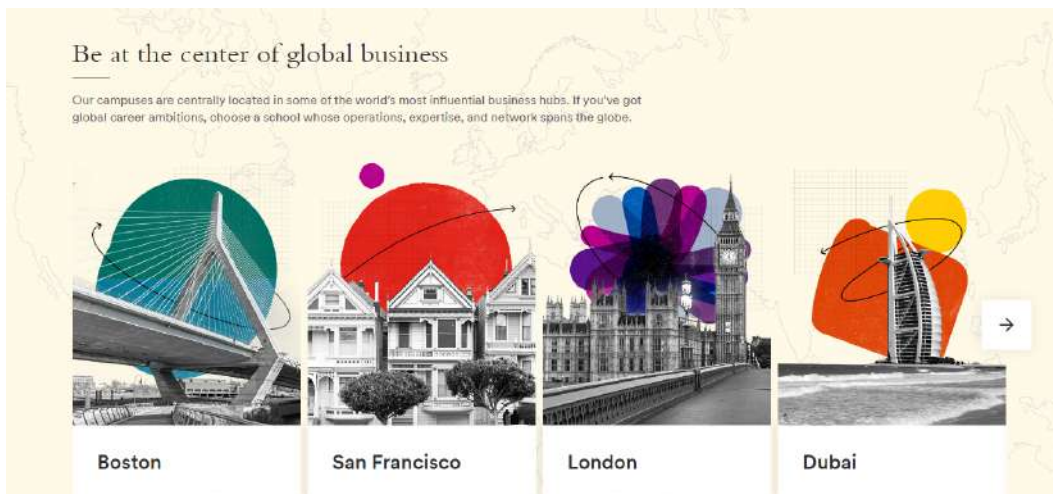 Be at the center of global business
Our campuses are centrally located in some of the world's most influential business hubs. If you've got
global career ambitions, choose a school whose operations, expertise, and network spans the globe.
Boston
San Francisco
London
Dubai